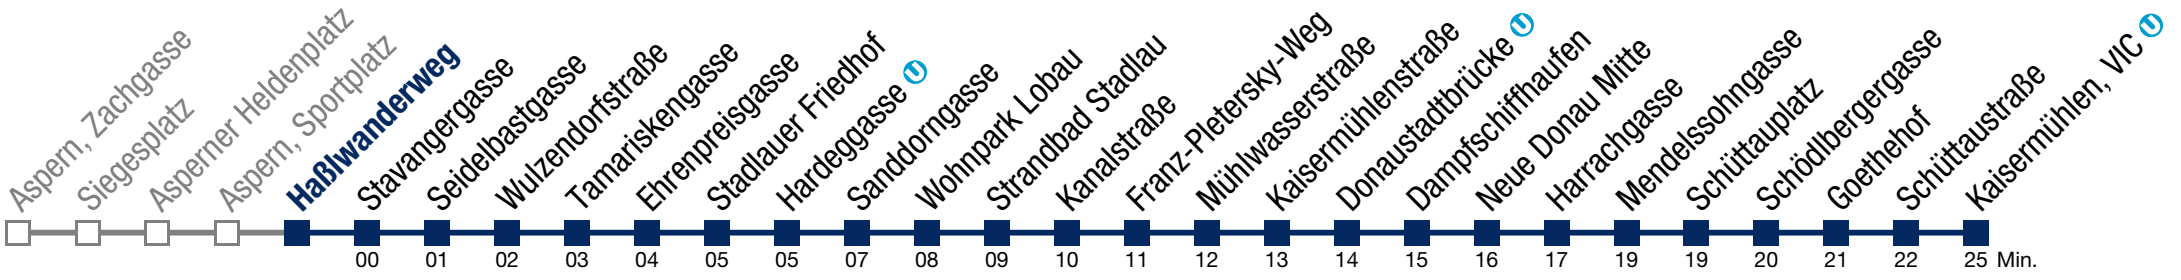 Aspern, Zachgasse
Siegesplatz
Asperner Heldenplatz
Aspern, Sportplatz
Haßlwanderweg
Stavangergasse
Seidelbastgasse
Wulzendorfstraße
Tamariskengasse
Ehrenpreisgasse
Stadlauer Friedhof
Hardeggasse U
Sanddorngasse
Wohnpark Lobau
Strandbad Stadlau
Kanalstraße
Franz-Pletersky-Weg
Mühlwasserstraße
Kaisermühlenstraße
Donaustadtbrücke U
Dampfschiffhaufen
Neue Donau Mitte
Harrachgasse
Mendelssohngasse
Schüttauplatz
Schödlbergergasse
Goethehof
Schüttaustraße
Kaisermühlen, VIC U
00 01 02 03 04 05 05 07 08 09 10 11 12 13 14 15 16 17 19 19 20 21 22 25 Min.